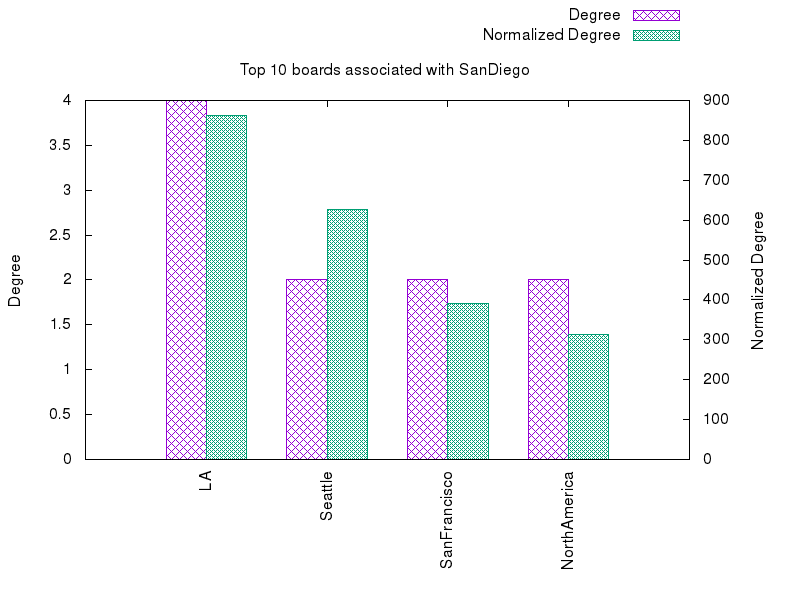 Degree
Normalized Degree
Top 10 boards associated with SanDiego
4
3.5
3
2.5
2
1.5
1
0.5
0
900
800
700
600
500
400
300
200
100
0
Degree
Normalized Degree
LA
Seattle
SanFrancisco
NorthAmerica